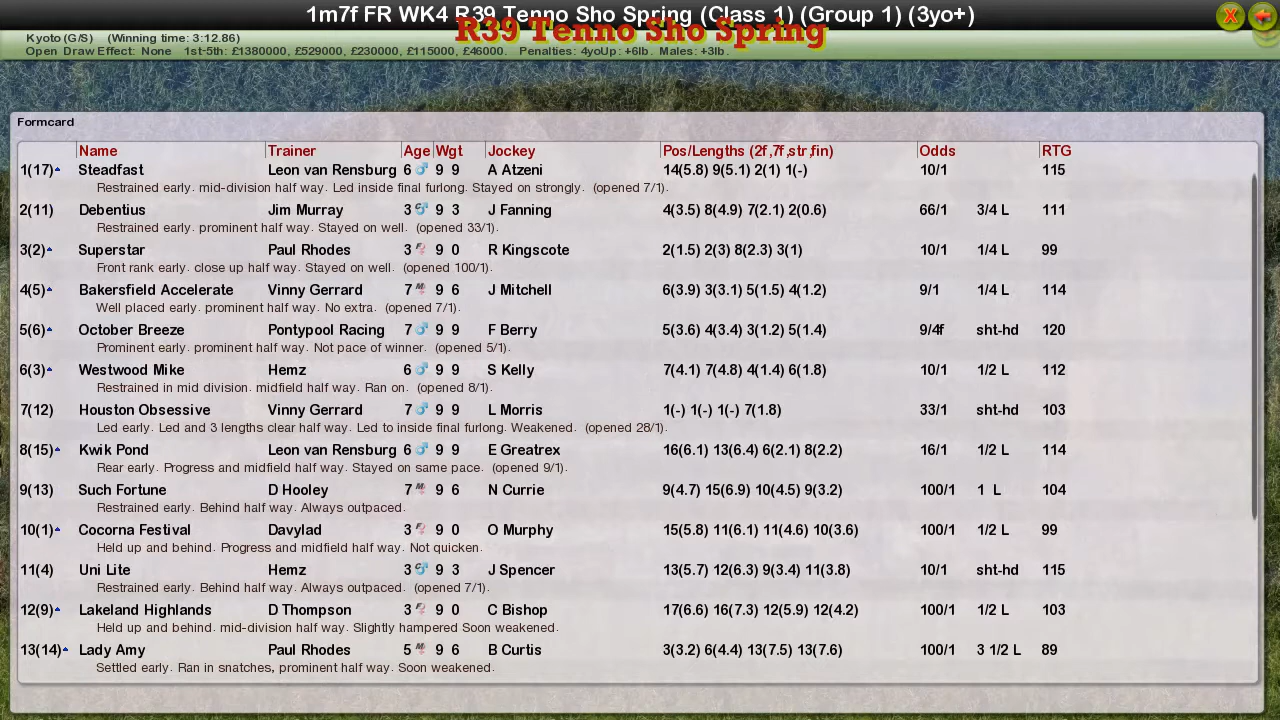 1m7f FR WK4 R39 Tenno Sho Spring (Class 1) (Group 1) (3yo+)
R39 Tenno Sho Spring
Kyoto(G/S) (Winning time: 3:12.86)
Open Draw Effect: None 1st-5th: £1380000, £529000, £230000, £115000, £46000. Penalties: 4yoUp: +6lb. Males: +3lb.
Formcard
Name Trainer Age Wgt Jockey Pos/Lengths (2f,7f,str,fin) Odds RTG
1(17) Steadfast Leon van Rensburg 6 9 9 A Atzeni 14(5.8) 9(5.1) 2(1) 1(-) 10/1 115
Restrained early. mid-division half way. Led inside final furlong. Stayed on strongly. (opened 7/1).
2(11) Debentius Jim Murray 3 9 3 J Fanning 4(3.5) 8(4.9) 7(2.1) 2(0.6) 66/1 3/4 L 111
Restrained early. prominent half way. Stayed on well. (opened 33/1).
3(2) Superstar Paul Rhodes 3 9 0 R Kingscote 2(1.5) 2(3) 8(2.3) 3(1) 10/1 1/4 L 99
Front rank early. close up half way. Stayed on well. (opened 100/1).
4(5) Bakersfield Accelerate Vinny Gerrard 7 9 6 J Mitchell 6(3.9) 3(3.1) 5(1.5) 4(1.2) 9/1 1/4 L 114
Well placed early. prominent half way. No extra. (opened 7/1).
5(6) October Breeze Pontypool Racing 7 9 9 F Berry 5(3.6) 4(3.4) 3(1.2) 5(1.4) 9/4f sht-hd 120
Prominent early. prominent half way. Not pace of winner. (opened 5/1).
6(3) Westwood Mike Hemz 6 9 9 S Kelly 7(4.1) 7(4.8) 4(1.4) 6(1.8) 10/1 1/2 L 112
Restrained in mid division. midfield half way. Ran on. (opened 8/1).
7(12) Houston Obsessive Vinny Gerrard 7 9 9 L Morris 1(-) 1(-) 1(-) 7(1.8) 33/1 sht-hd 103
Led early. Led and 3 lengths clear half way. Led to inside final furlong. Weakened. (opened 28/1).
8(15) Kwik Pond Leon van Rensburg 6 9 9 E Greatrex 16(6.1) 13(6.4) 6(2.1) 8(2.2) 16/1 1/2 L 114
Rear early. Progress and midfield half way. Stayed on same pace. (opened 9/1).
9(13) Such Fortune D Hooley 7 9 6 N Currie 9(4.7) 15(6.9) 10(4.5) 9(3.2) 100/1 1 L 104
Restrained early. Behind half way. Always outpaced.
10(1) Cocorna Festival Davylad 3 9 0 O Murphy 15(5.8) 11(6.1) 11(4.6) 10(3.6) 100/1 1/2 L 99
Held up and behind. Progress and midfield half way. Not quicken.
11(4) Uni Lite Hemz 3 9 3 J Spencer 13(5.7) 12(6.3) 9(3.4) 11(3.8) 10/1 sht-hd 115
Restrained early. Behind half way. Always outpaced. (opened 7/1).
12(9) Lakeland Highlands D Thompson 3 9 0 C Bishop 17(6.6) 16(7.3) 12(5.9) 12(4.2) 100/1 1/2 L 103
Held up and behind. mid-division half way. Slightly hampered Soon weakened.
13(14) Lady Amy Paul Rhodes 5 9 6 B Curtis 3(3.2) 6(4.4) 13(7.5) 13(7.6) 100/1 3 1/2 L 89
Settled early. Ran in snatches, prominent half way. Soon weakened.